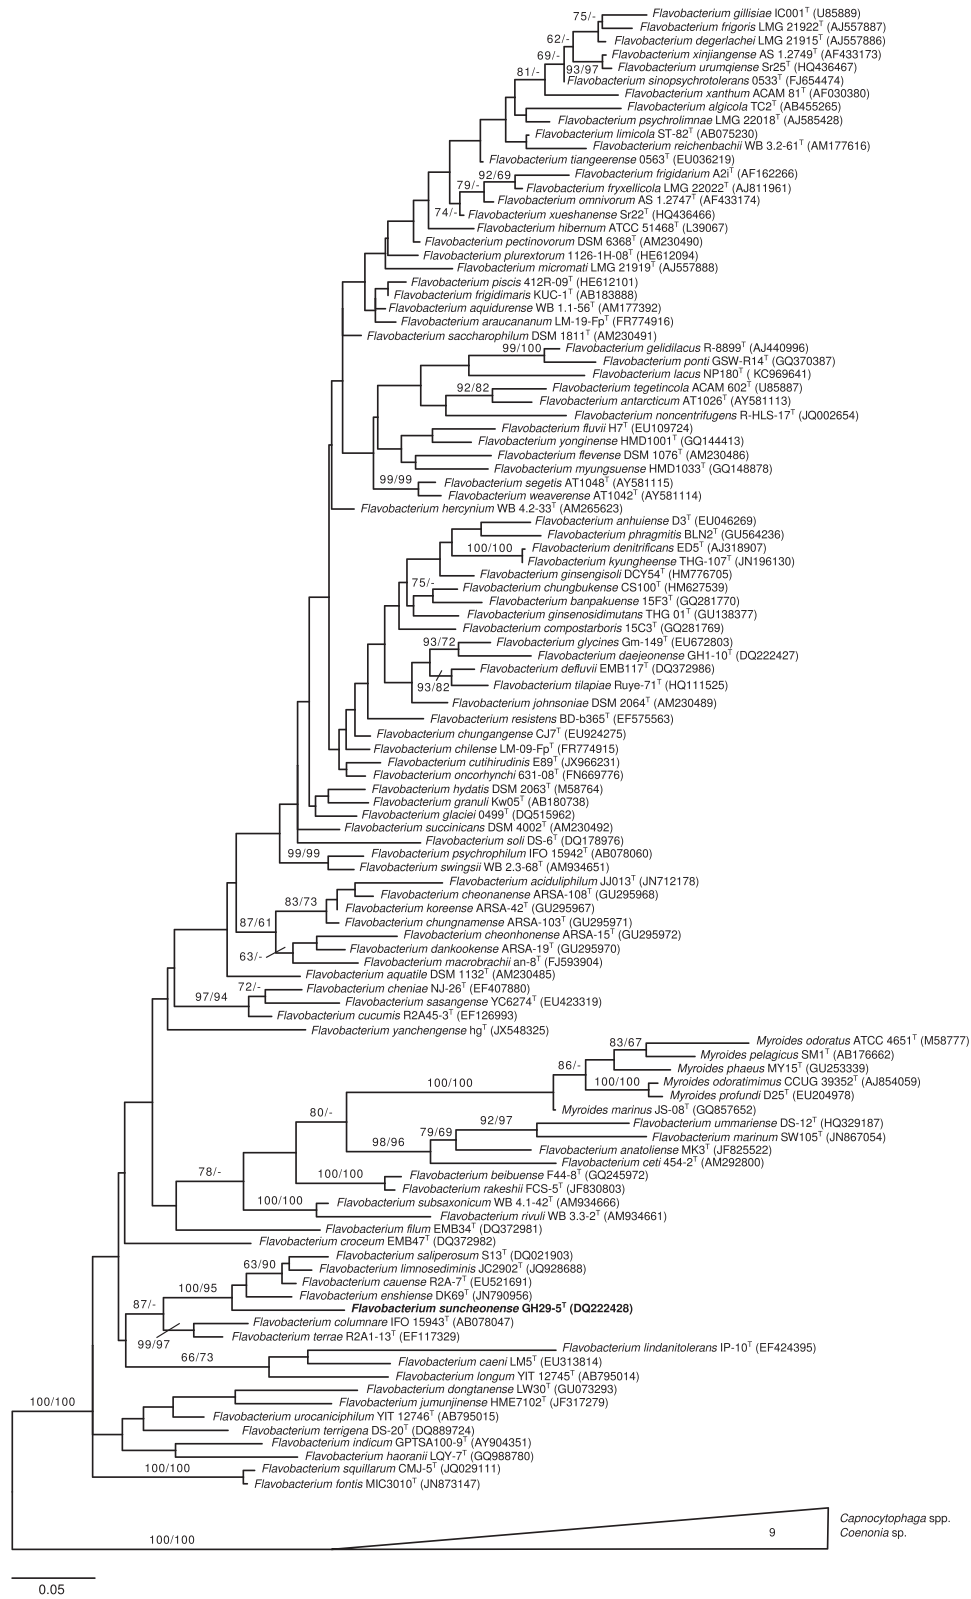 75/-
Flavobacterium gillisiae IC001ᵀ (U85889)
Flavobacterium frigoris LMG 21922ᵀ (AJ557887)
62/-
Flavobacterium degerlachei LMG 21915ᵀ (AJ557886)
69/-
Flavobacterium xinjiangense AS 1.2749ᵀ (AF433173)
93/97
Flavobacterium urumqiense Sr25ᵀ (HQ436467)
81/-
Flavobacterium sinopsychrotolerans 0533ᵀ (FJ654474)
Flavobacterium xanthum ACAM 81ᵀ (AF030380)
Flavobacterium algicola TC2ᵀ (AB455265)
Flavobacterium psychrolimnae LMG 22018ᵀ (AJ585428)
Flavobacterium limicola ST-82ᵀ (AB075230)
Flavobacterium reichenbachii WB 3.2-61ᵀ (AM177616)
Flavobacterium tiangeerense 0563ᵀ (EU036219)
92/69
Flavobacterium frigidarium A2iᵀ (AF162266)
79/-
Flavobacterium fryxellicola LMG 22022ᵀ (AJ811961)
Flavobacterium omnivorum AS 1.2747ᵀ (AF433174)
74/-
Flavobacterium xueshanense Sr22ᵀ (HQ436466)
Flavobacterium hibernum ATCC 51468ᵀ (L39067)
Flavobacterium pectinovorum DSM 6368ᵀ (AM230490)
Flavobacterium plurextorum 1126-1H-08ᵀ (HE612094)
Flavobacterium micromati LMG 21919ᵀ (AJ557888)
Flavobacterium piscis 412R-09ᵀ (HE612101)
Flavobacterium frigidimaris KUC-1ᵀ (AB183888)
Flavobacterium aquidurense WB 1.1-56ᵀ (AM177392)
Flavobacterium araucananum LM-19-Fpᵀ (FR774916)
Flavobacterium saccharophilum DSM 1811ᵀ (AM230491)
99/100
Flavobacterium gelidilacus R-8899ᵀ (AJ440996)
Flavobacterium ponti GSW-R14ᵀ (GQ370387)
Flavobacterium lacus NP180ᵀ ( KC969641)
92/82
Flavobacterium tegetincola ACAM 602ᵀ (U85887)
Flavobacterium antarcticum AT1026ᵀ (AY581113)
Flavobacterium noncentrifugens R-HLS-17ᵀ (JQ002654)
Flavobacterium fluvii H7ᵀ (EU109724)
Flavobacterium yonginense HMD1001ᵀ (GQ144413)
Flavobacterium flevense DSM 1076ᵀ (AM230486)
Flavobacterium myungsuense HMD1033ᵀ (GQ148878)
99/99
Flavobacterium segetis AT1048ᵀ (AY581115)
Flavobacterium weaverense AT1042ᵀ (AY581114)
Flavobacterium hercynium WB 4.2-33ᵀ (AM265623)
Flavobacterium anhuiense D3ᵀ (EU046269)
Flavobacterium phragmitis BLN2ᵀ (GU564236)
100/100
Flavobacterium denitrificans ED5ᵀ (AJ318907)
Flavobacterium kyungheense THG-107ᵀ (JN196130)
Flavobacterium ginsengisoli DCY54ᵀ (HM776705)
75/-
Flavobacterium chungbukense CS100ᵀ (HM627539)
Flavobacterium banpakuense 15F3ᵀ (GQ281770)
Flavobacterium ginsenosidimutans THG 01ᵀ (GU138377)
Flavobacterium compostarboris 15C3ᵀ (GQ281769)
93/72
Flavobacterium glycines Gm-149ᵀ (EU672803)
Flavobacterium daejeonense GH1-10ᵀ (DQ222427)
Flavobacterium defluvii EMB117ᵀ (DQ372986)
93/82
Flavobacterium tilapiae Ruye-71ᵀ (HQ111525)
Flavobacterium johnsoniae DSM 2064ᵀ (AM230489)
Flavobacterium resistens BD-b365ᵀ (EF575563)
Flavobacterium chungangense CJ7ᵀ (EU924275)
Flavobacterium chilense LM-09-Fpᵀ (FR774915)
Flavobacterium cutihirudinis E89ᵀ (JX966231)
Flavobacterium oncorhynchi 631-08ᵀ (FN669776)
Flavobacterium hydatis DSM 2063ᵀ (M58764)
Flavobacterium granuli Kw05ᵀ (AB180738)
Flavobacterium glaciei 0499ᵀ (DQ515962)
Flavobacterium succinicans DSM 4002ᵀ (AM230492)
Flavobacterium soli DS-6ᵀ (DQ178976)
99/99
Flavobacterium psychrophilum IFO 15942ᵀ (AB078060)
Flavobacterium swingsii WB 2.3-68ᵀ (AM934651)
Flavobacterium aciduliphilum JJ013ᵀ (JN712178)
83/73
Flavobacterium cheonanense ARSA-108ᵀ (GU295968)
Flavobacterium koreense ARSA-42ᵀ (GU295967)
87/61
Flavobacterium chungnamense ARSA-103ᵀ (GU295971)
Flavobacterium cheonhonense ARSA-15ᵀ (GU295972)
63/-
Flavobacterium dankookense ARSA-19ᵀ (GU295970)
Flavobacterium macrobrachii an-8ᵀ (FJ593904)
Flavobacterium aquatile DSM 1132ᵀ (AM230485)
72/-
Flavobacterium cheniae NJ-26ᵀ (EF407880)
97/94
Flavobacterium sasangense YC6274ᵀ (EU423319)
Flavobacterium cucumis R2A45-3ᵀ (EF126993)
Flavobacterium yanchengense hgᵀ (JX548325)
83/67
Myroides odoratus ATCC 4651ᵀ (M58777)
Myroides pelagicus SM1ᵀ (AB176662)
86/-
Myroides phaeus MY15ᵀ (GU253339)
100/100
100/100
Myroides odoratimimus CCUG 39352ᵀ (AJ854059)
Myroides profundi D25ᵀ (EU204978)
80/-
Myroides marinus JS-08ᵀ (GQ857652)
92/97
Flavobacterium ummariense DS-12ᵀ (HQ329187)
79/69
Flavobacterium marinum SW105ᵀ (JN867054)
98/96
Flavobacterium anatoliense MK3ᵀ (JF825522)
Flavobacterium ceti 454-2ᵀ (AM292800)
78/-
100/100
Flavobacterium beibuense F44-8ᵀ (GQ245972)
Flavobacterium rakeshii FCS-5ᵀ (JF830803)
100/100
Flavobacterium subsaxonicum WB 4.1-42ᵀ (AM934666)
Flavobacterium rivuli WB 3.3-2ᵀ (AM934661)
Flavobacterium filum EMB34ᵀ (DQ372981)
Flavobacterium croceum EMB47ᵀ (DQ372982)
Flavobacterium saliperosum S13ᵀ (DQ021903)
63/90
Flavobacterium limnosediminis JC2902ᵀ (JQ928688)
100/95
Flavobacterium cauense R2A-7ᵀ (EU521691)
Flavobacterium enshiense DK69ᵀ (JN790956)
87/-
Flavobacterium suncheonense GH29-5ᵀ (DQ222428)
Flavobacterium columnare IFO 15943ᵀ (AB078047)
99/97
Flavobacterium terrae R2A1-13ᵀ (EF117329)
Flavobacterium lindanitolerans IP-10ᵀ (EF424395)
66/73
Flavobacterium caeni LM5ᵀ (EU313814)
Flavobacterium longum YIT 12745ᵀ (AB795014)
Flavobacterium dongtanense LW30ᵀ (GU073293)
100/100
Flavobacterium jumunjinense HME7102ᵀ (JF317279)
Flavobacterium urocaniciphilum YIT 12746ᵀ (AB795015)
Flavobacterium terrigena DS-20ᵀ (DQ889724)
Flavobacterium indicum GPTSA100-9ᵀ (AY904351)
Flavobacterium haoranii LQY-7ᵀ (GQ988780)
100/100
Flavobacterium squillarum CMJ-5ᵀ (JQ029111)
Flavobacterium fontis MIC3010ᵀ (JN873147)
Capnocytophaga spp.
9
Coenonia sp.
100/100
0.05